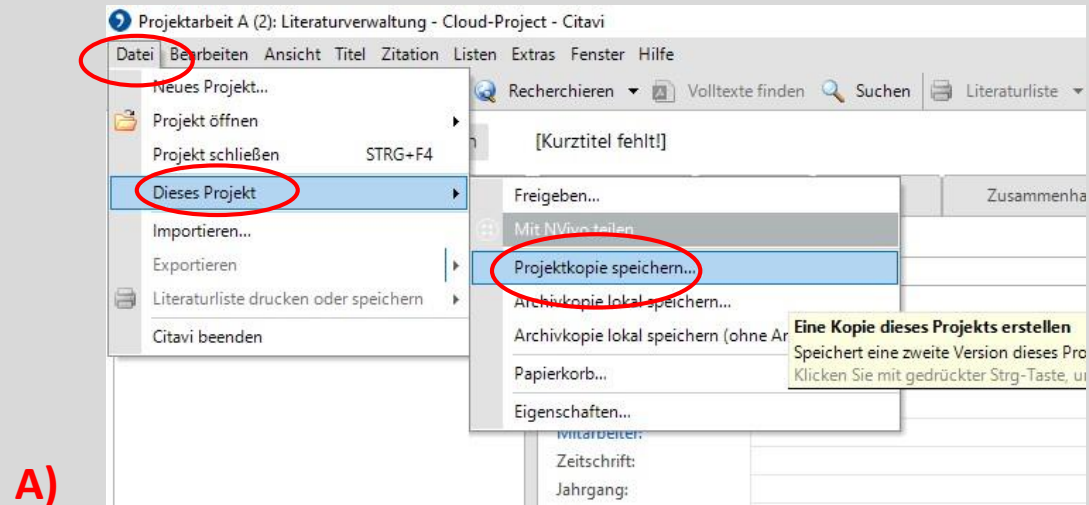 Projektarbeit A (2): Literaturverwaltung - Cloud-Project - Citavi
Datei Bearbeiten Ansicht Titel Zitation Listen Extras Fenster Hilfe
Neues Projekt... Recherchieren Volltexte finden Suchen Literaturliste
Projekt öffnen
[Kurztitel fehlt!]
Projekt schließen STRG+F4
Dieses Projekt Freigeben...
Importieren... Mit NVivo teilen
Exportieren Projektkopie speichern...
Literaturliste drucken oder speichern Archivkopie lokal speichern...
Citavi beenden Archivkopie lokal speichern (ohne
Eine Kopie dieses Projekts erstellen
Speichert eine zweite Version dieses
Papierkorb... Klicken Sie mit gedrückter Strg-Taste,
Eigenschaften...
Mitarbeiter:
Zeitschrift:
A) Jahrgang: